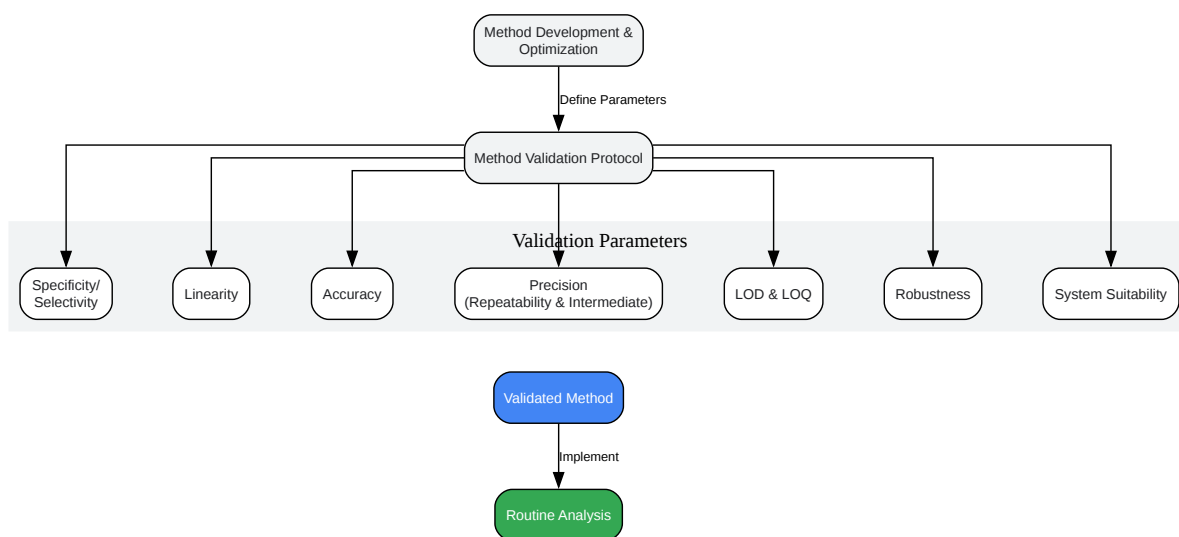 Method Development &
Optimization
Define Parameters
Method Validation Protocol
Validation Parameters
Specificity/
Selectivity
Linearity
Accuracy
Precision
(Repeatability & Intermediate)
LOD & LOQ
Robustness
System Suitability
Validated Method
Implement
Routine Analysis